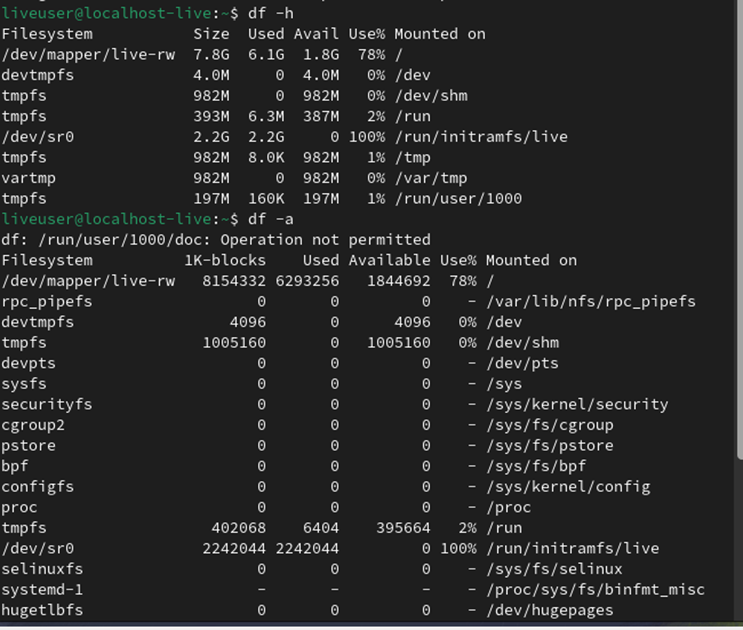 liveuser@localhost-live:~$ df -h
Filesystem Size Used Avail Use% Mounted on
/dev/mapper/live-rw 7.8G 6.1G 1.8G 78% /
devtmpfs 4.0M 0 4.0M 0% /dev
tmpfs 982M 0 982M 0% /dev/shm
tmpfs 393M 6.3M 387M 2% /run
/dev/sr0 2.2G 2.2G 0 100% /run/initramfs/live
tmpfs 982M 8.0K 982M 1% /tmp
vartmp 982M 0 982M 0% /var/tmp
tmpfs 197M 160K 197M 1% /run/user/1000
liveuser@localhost-live:~$ df -a
df: /run/user/1000/doc: Operation not permitted
Filesystem 1K-blocks Used Available Use% Mounted on
/dev/mapper/live-rw 8154332 6293256 1844692 78% /
rpc_pipefs 0 0 0 - /var/lib/nfs/rpc_pipefs
devtmpfs 4096 0 4096 0% /dev
tmpfs 1005160 0 1005160 0% /dev/shm
devpts 0 0 0 - /dev/pts
sysfs 0 0 0 - /sys
securityfs 0 0 0 - /sys/kernel/security
cgroup2 0 0 0 - /sys/fs/cgroup
pstore 0 0 0 - /sys/fs/pstore
bpf 0 0 0 - /sys/fs/bpf
configfs 0 0 0 - /sys/kernel/config
proc 0 0 0 - /proc
tmpfs 402068 6404 395664 2% /run
/dev/sr0 2242044 2242044 0 100% /run/initramfs/live
selinuxfs 0 0 0 - /sys/fs/selinux
systemd-1 - - - - /proc/sys/fs/binfmt_misc
hugetlbfs 0 0 0 - /dev/hugepages